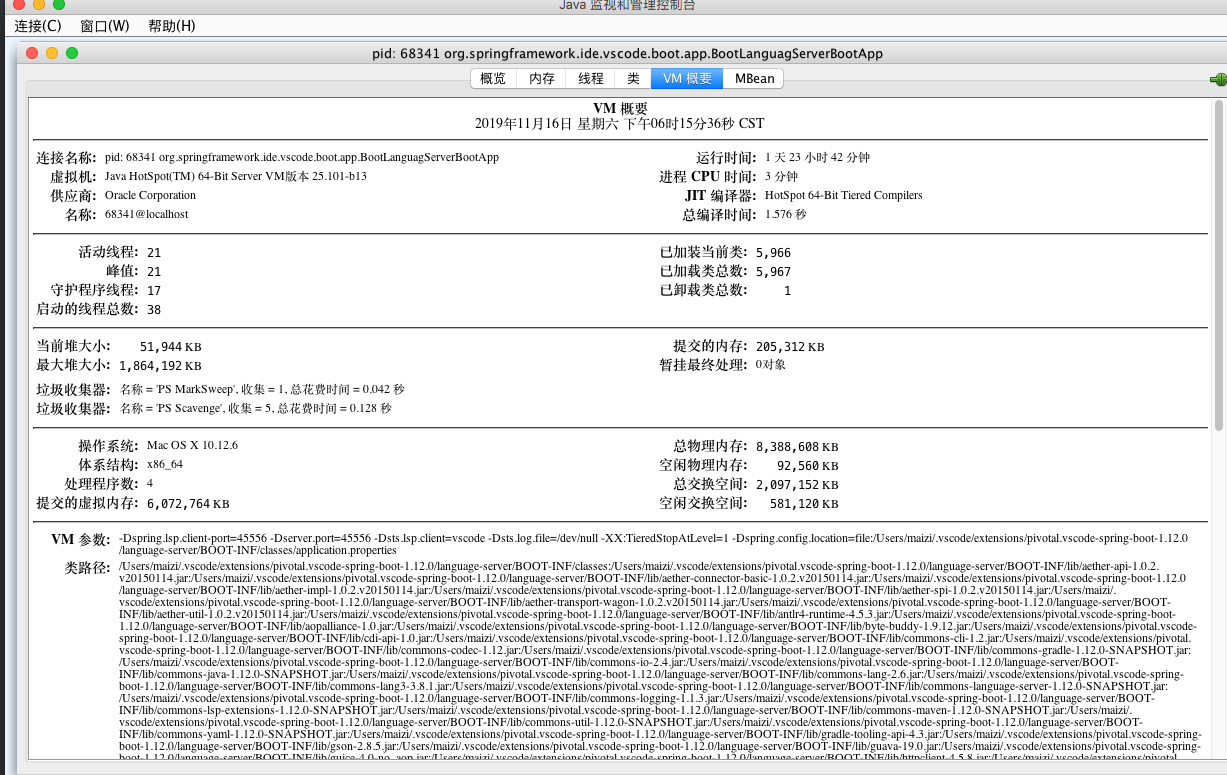 Java 监视和管理控制台
连接(C) 窗口(W) 帮助(H)
pid: 68341 org.springframework.ide.vscode.boot.app.BootLanguagServerBootApp
概览 内存 线程 类 VM 概要 MBean
VM 概要
2019年11月16日 星期六 下午06时15分36秒 CST
连接名称: pid: 68341 org.springframework.ide.vscode.boot.app.BootLanguagServerBootApp 运行时间: 1 天 23 小时 42 分钟
虚拟机: Java HotSpot(TM) 64-Bit Server VM版本 25.101-b13 进程 CPU 时间: 3 分钟
供应商: Oracle Corporation JIT 编译器: HotSpot 64-Bit Tiered Compilers
名称: 68341@localhost 总编译时间: 1.576 秒
活动线程: 21 已加装当前类: 5,966
峰值: 21 已加载类总数: 5,967
守护程序线程: 17 已卸载类总数: 1
启动的线程总数: 38
当前堆大小: 51,944 KB 提交的内存: 205,312 KB
最大堆大小: 1,864,192 KB 暂挂最终处理: 0对象
垃圾收集器: 名称 = 'PS MarkSweep', 收集 = 1, 总花费时间 = 0.042 秒
垃圾收集器: 名称 = 'PS Scavenge', 收集 = 5, 总花费时间 = 0.128 秒
操作系统: Mac OS X 10.12.6 总物理内存: 8,388,608 KB
体系结构: x86_64 空闲物理内存: 92,560 KB
处理程序数: 4 总交换空间: 2,097,152 KB
提交的虚拟内存: 6,072,764 KB 空闲交换空间: 581,120 KB
VM 参数: -Dspring.lsp.client-port=45556 -Dserver.port=45556 -Dsts.lsp.client=vscode -Dsts.log.file=/dev/null -XX:TieredStopAtLevel=1 -Dspring.config.location=file:/Users/maizi/.vscode/extensions/pivotal.vscode-spring-boot-1.12.0
/language-server/BOOT-INF/classes/application.properties
类路径: /Users/maizi/.vscode/extensions/pivotal.vscode-spring-boot-1.12.0/language-server/BOOT-INF/classes:/Users/maizi/.vscode/extensions/pivotal.vscode-spring-boot-1.12.0/language-server/BOOT-INF/lib/aether-api-1.0.2.
v20150114.jar:/Users/maizi/.vscode/extensions/pivotal.vscode-spring-boot-1.12.0/language-server/BOOT-INF/lib/aether-connector-basic-1.0.2.v20150114.jar:/Users/maizi/.vscode/extensions/pivotal.vscode-spring-boot-1.12.0
/language-server/BOOT-INF/lib/aether-impl-1.0.2.v20150114.jar:/Users/maizi/.vscode/extensions/pivotal.vscode-spring-boot-1.12.0/language-server/BOOT-INF/lib/aether-spi-1.0.2.v20150114.jar:/Users/maizi/.
vscode/extensions/pivotal.vscode-spring-boot-1.12.0/language-server/BOOT-INF/lib/aether-transport-wagon-1.0.2.v20150114.jar:/Users/maizi/.vscode/extensions/pivotal.vscode-spring-boot-1.12.0/language-server/BOOT-
INF/lib/aether-util-1.0.2.v20150114.jar:/Users/maizi/.vscode/extensions/pivotal.vscode-spring-boot-1.12.0/language-server/BOOT-INF/lib/antlr4-runtime-4.5.3.jar:/Users/maizi/.vscode/extensions/pivotal.vscode-spring-boot-
1.12.0/language-server/BOOT-INF/lib/aopalliance-1.0.jar:/Users/maizi/.vscode/extensions/pivotal.vscode-spring-boot-1.12.0/language-server/BOOT-INF/lib/byte-buddy-1.9.12.jar:/Users/maizi/.vscode/extensions/pivotal.vscode-
spring-boot-1.12.0/language-server/BOOT-INF/lib/cdi-api-1.0.jar:/Users/maizi/.vscode/extensions/pivotal.vscode-spring-boot-1.12.0/language-server/BOOT-INF/lib/commons-cli-1.2.jar:/Users/maizi/.vscode/extensions/pivotal.
vscode-spring-boot-1.12.0/language-server/BOOT-INF/lib/commons-codec-1.12.jar:/Users/maizi/.vscode/extensions/pivotal.vscode-spring-boot-1.12.0/language-server/BOOT-INF/lib/commons-gradle-1.12.0-SNAPSHOT.jar:
/Users/maizi/.vscode/extensions/pivotal.vscode-spring-boot-1.12.0/language-server/BOOT-INF/lib/commons-io-2.4.jar:/Users/maizi/.vscode/extensions/pivotal.vscode-spring-boot-1.12.0/language-server/BOOT-
INF/lib/commons-java-1.12.0-SNAPSHOT.jar:/Users/maizi/.vscode/extensions/pivotal.vscode-spring-boot-1.12.0/language-server/BOOT-INF/lib/commons-lang-2.6.jar:/Users/maizi/.vscode/extensions/pivotal.vscode-spring-
boot-1.12.0/language-server/BOOT-INF/lib/commons-lang3-3.8.1.jar:/Users/maizi/.vscode/extensions/pivotal.vscode-spring-boot-1.12.0/language-server/BOOT-INF/lib/commons-language-server-1.12.0-SNAPSHOT.jar:
/Users/maizi/.vscode/extensions/pivotal.vscode-spring-boot-1.12.0/language-server/BOOT-INF/lib/commons-logging-1.1.3.jar:/Users/maizi/.vscode/extensions/pivotal.vscode-spring-boot-1.12.0/language-server/BOOT-
INF/lib/commons-lsp-extensions-1.12.0-SNAPSHOT.jar:/Users/maizi/.vscode/extensions/pivotal.vscode-spring-boot-1.12.0/language-server/BOOT-INF/lib/commons-maven-1.12.0-SNAPSHOT.jar:/Users/maizi/.
vscode/extensions/pivotal.vscode-spring-boot-1.12.0/language-server/BOOT-INF/lib/commons-util-1.12.0-SNAPSHOT.jar:/Users/maizi/.vscode/extensions/pivotal.vscode-spring-boot-1.12.0/language-server/BOOT-
INF/lib/commons-yaml-1.12.0-SNAPSHOT.jar:/Users/maizi/.vscode/extensions/pivotal.vscode-spring-boot-1.12.0/language-server/BOOT-INF/lib/gradle-tooling-api-4.3.jar:/Users/maizi/.vscode/extensions/pivotal.vscode-spring-
boot-1.12.0/language-server/BOOT-INF/lib/gson-2.8.5.jar:/Users/maizi/.vscode/extensions/pivotal.vscode-spring-boot-1.12.0/language-server/BOOT-INF/lib/guava-19.0.jar:/Users/maizi/.vscode/extensions/pivotal.vscode-spring-
boot-1.12.0/language-server/BOOT-INF/lib/guice-4.0-no_aop.jar:/Users/maizi/.vscode/extensions/pivotal.vscode-spring-boot-1.12.0/language-server/BOOT-INF/lib/httpclient-4.5.8.jar:/Users/maizi/.vscode/extensions/pivotal.